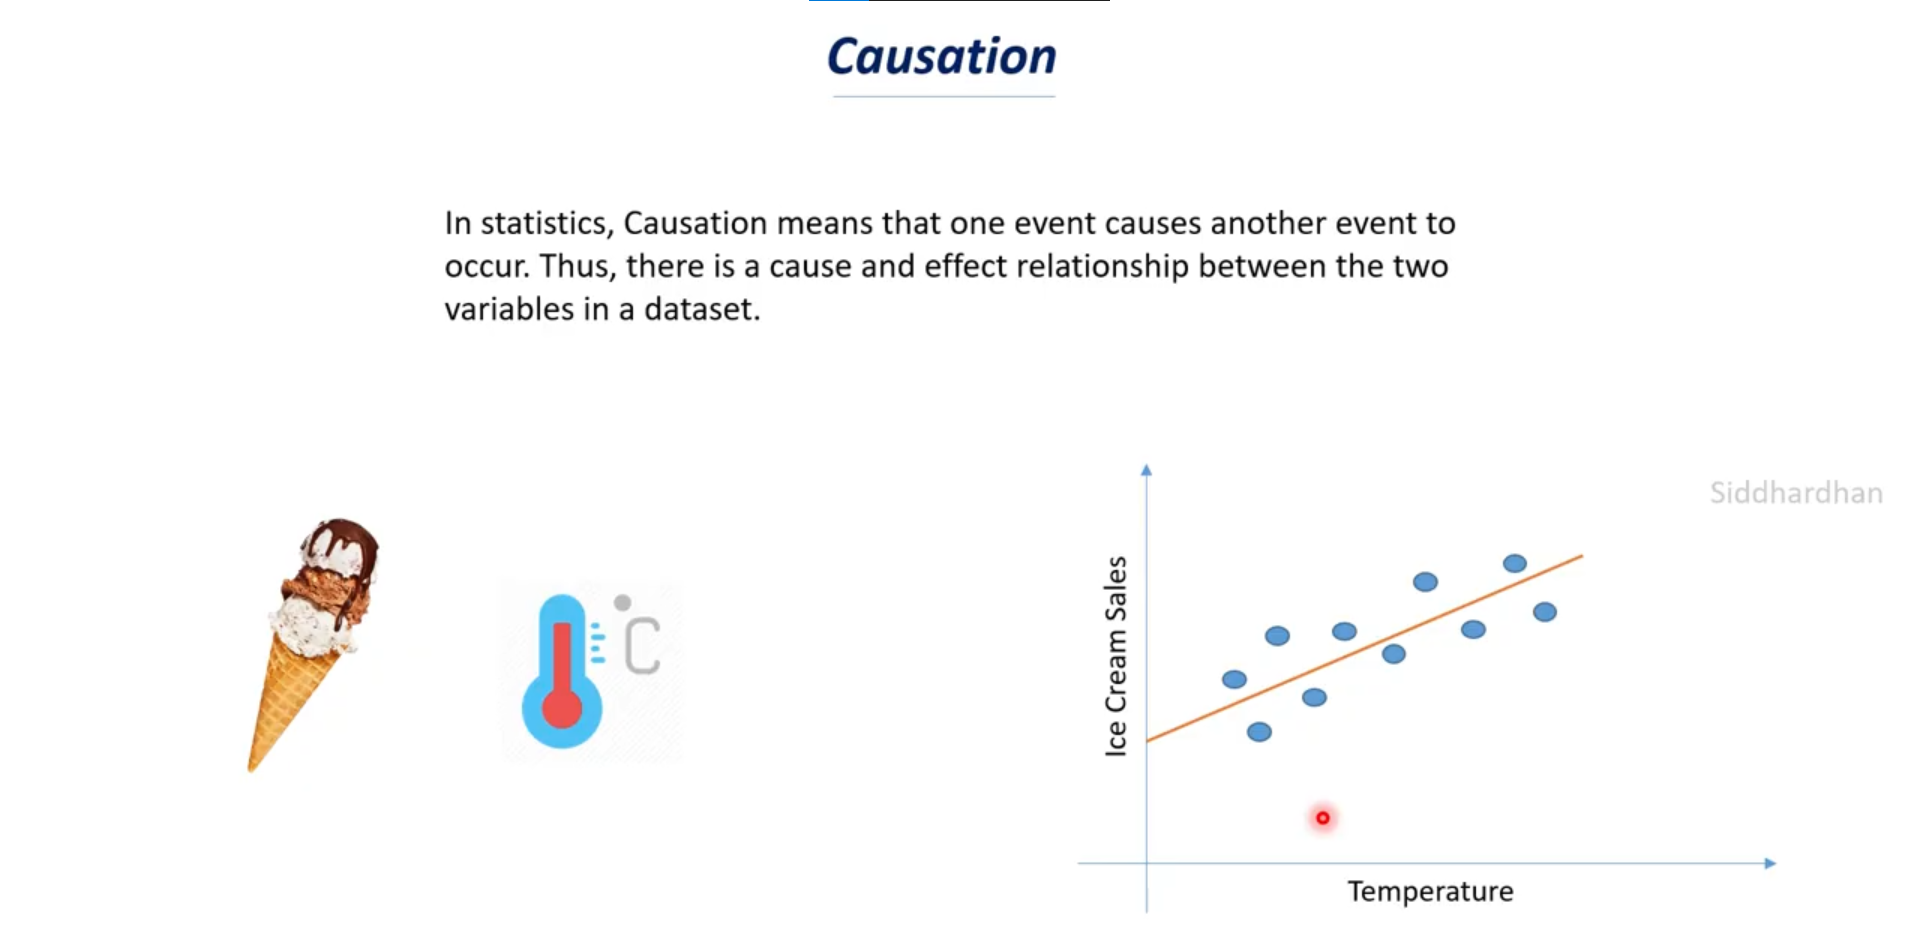 Causation
In statistics, Causation means that one event causes another event to
occur. Thus, there is a cause and effect relationship between the two
variables in a dataset.
Siddhardhan
°C
Ice Cream Sales
Temperature